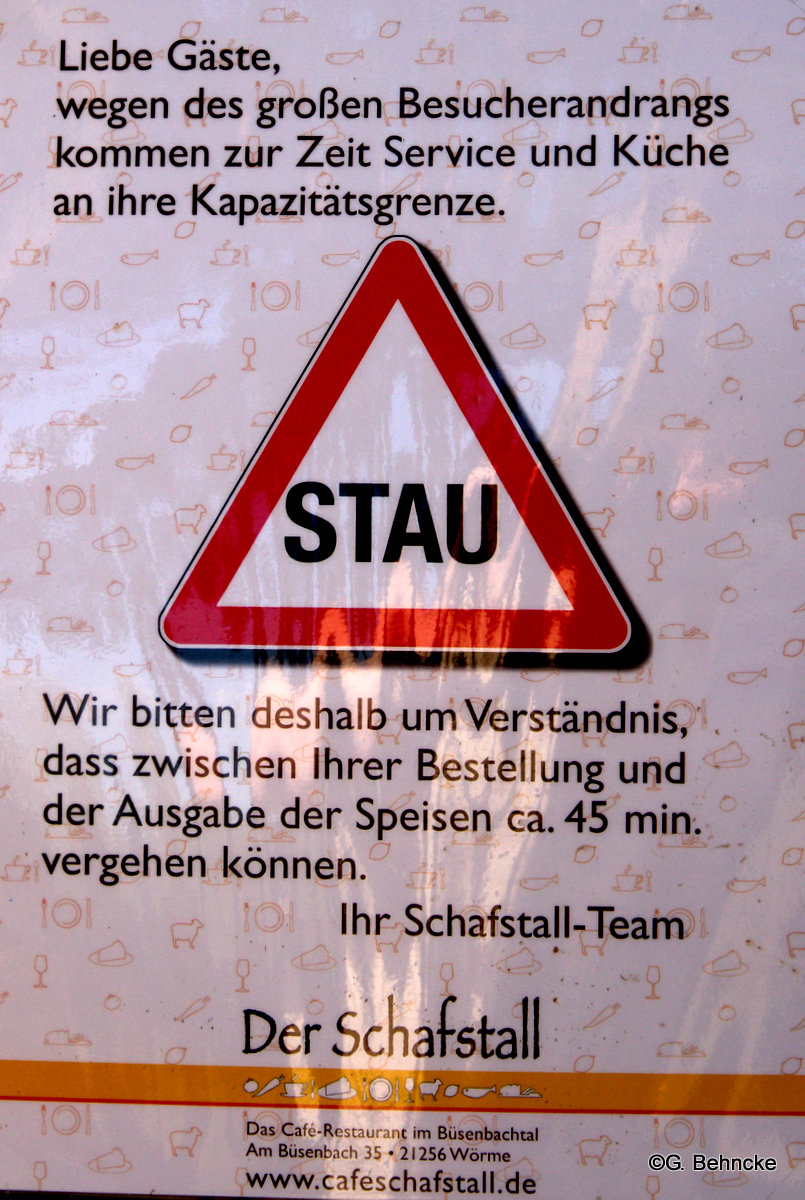 Liebe Gäste,
wegen des großen Besucherandrangs
kommen zur Zeit Service und Küche
an ihre Kapazitätsgrenze.
STAU
Wir bitten deshalb um Verständnis,
dass zwischen Ihrer Bestellung und
der Ausgabe der Speisen ca. 45 min.
vergehen können.
Ihr Schafstall-Team
Der Schafstall
Das Café-Restaurant im Büsenbachtal
Am Büsenbach 35 • 21256 Wörme
www.cafeschafstall.de
©G. Behncke